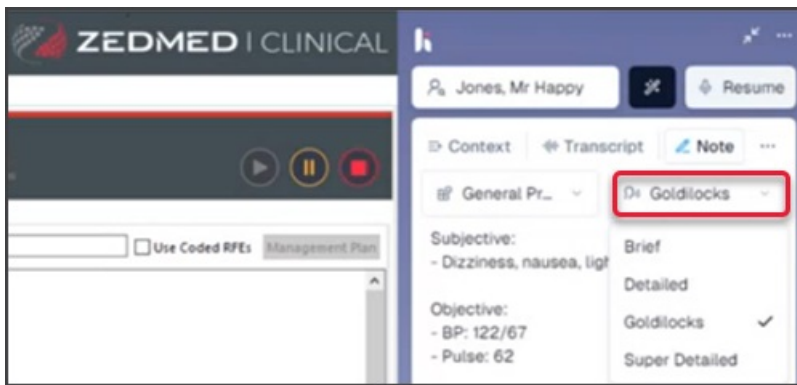 ZEDMED | CLINICAL
Use Coded RFEs Management Plan
Jones, Mr Happy
Resume
Context Transcript Note ...
General Pr... Goldilocks
Subjective:
- Dizziness, nausea, ligh
Objective:
- BP: 122/67
- Pulse: 62
Brief
Detailed
Goldilocks
Super Detailed